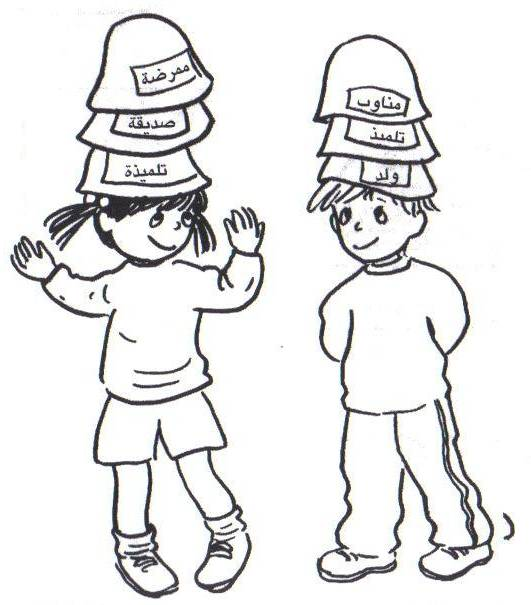 ممرضة
صديقة
تلميذة
مناوب
تلميذ
ولد